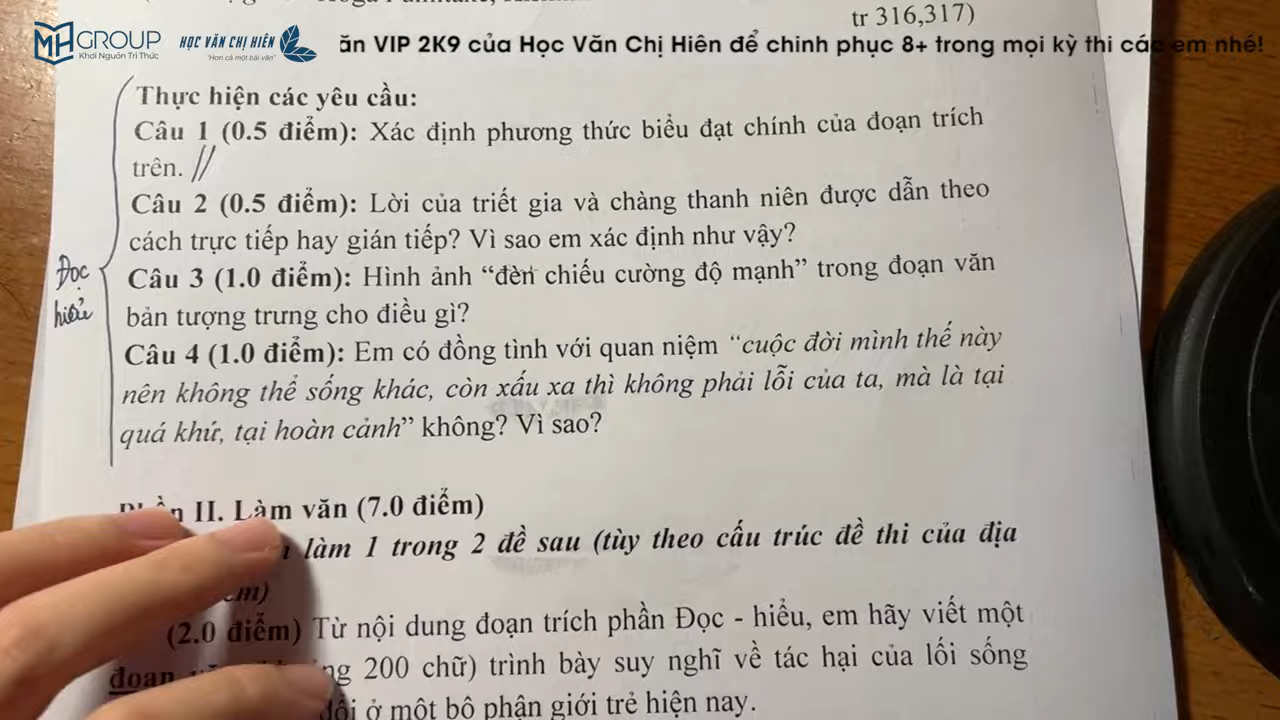 tr 316,317)
MH GROUP
Khơi Nguồn Tri Thức
HỌC VĂN CHỊ HIÊN
"Hơn cả một bài văn"
ăn VIP 2K9 của Học Văn Chị Hiên để chinh phục 8+ trong mọi kỳ thi các em nhé!
Thực hiện các yêu cầu:
Câu 1 (0.5 điểm): Xác định phương thức biểu đạt chính của đoạn trích
trên.
Câu 2 (0.5 điểm): Lời của triết gia và chàng thanh niên được dẫn theo
cách trực tiếp hay gián tiếp? Vì sao em xác định như vậy?
Câu 3 (1.0 điểm): Hình ảnh “đèn chiếu cường độ mạnh” trong đoạn văn
bản tượng trưng cho điều gì?
Đọc
hiểu
Câu 4 (1.0 điểm): Em có đồng tình với quan niệm “cuộc đời mình thế này
nên không thể sống khác, còn xấu xa thì không phải lỗi của ta, mà là tại
quá khứ, tại hoàn cảnh” không? Vì sao?
II. Làm văn (7.0 điểm)
làm 1 trong 2 đề sau (tùy theo cấu trúc đề thi của địa
em)
(2.0 điểm) Từ nội dung đoạn trích phần Đọc - hiểu, em hãy viết một
đoạn 200 chữ) trình bày suy nghĩ về tác hại của lối sống
ở một bộ phận giới trẻ hiện nay.